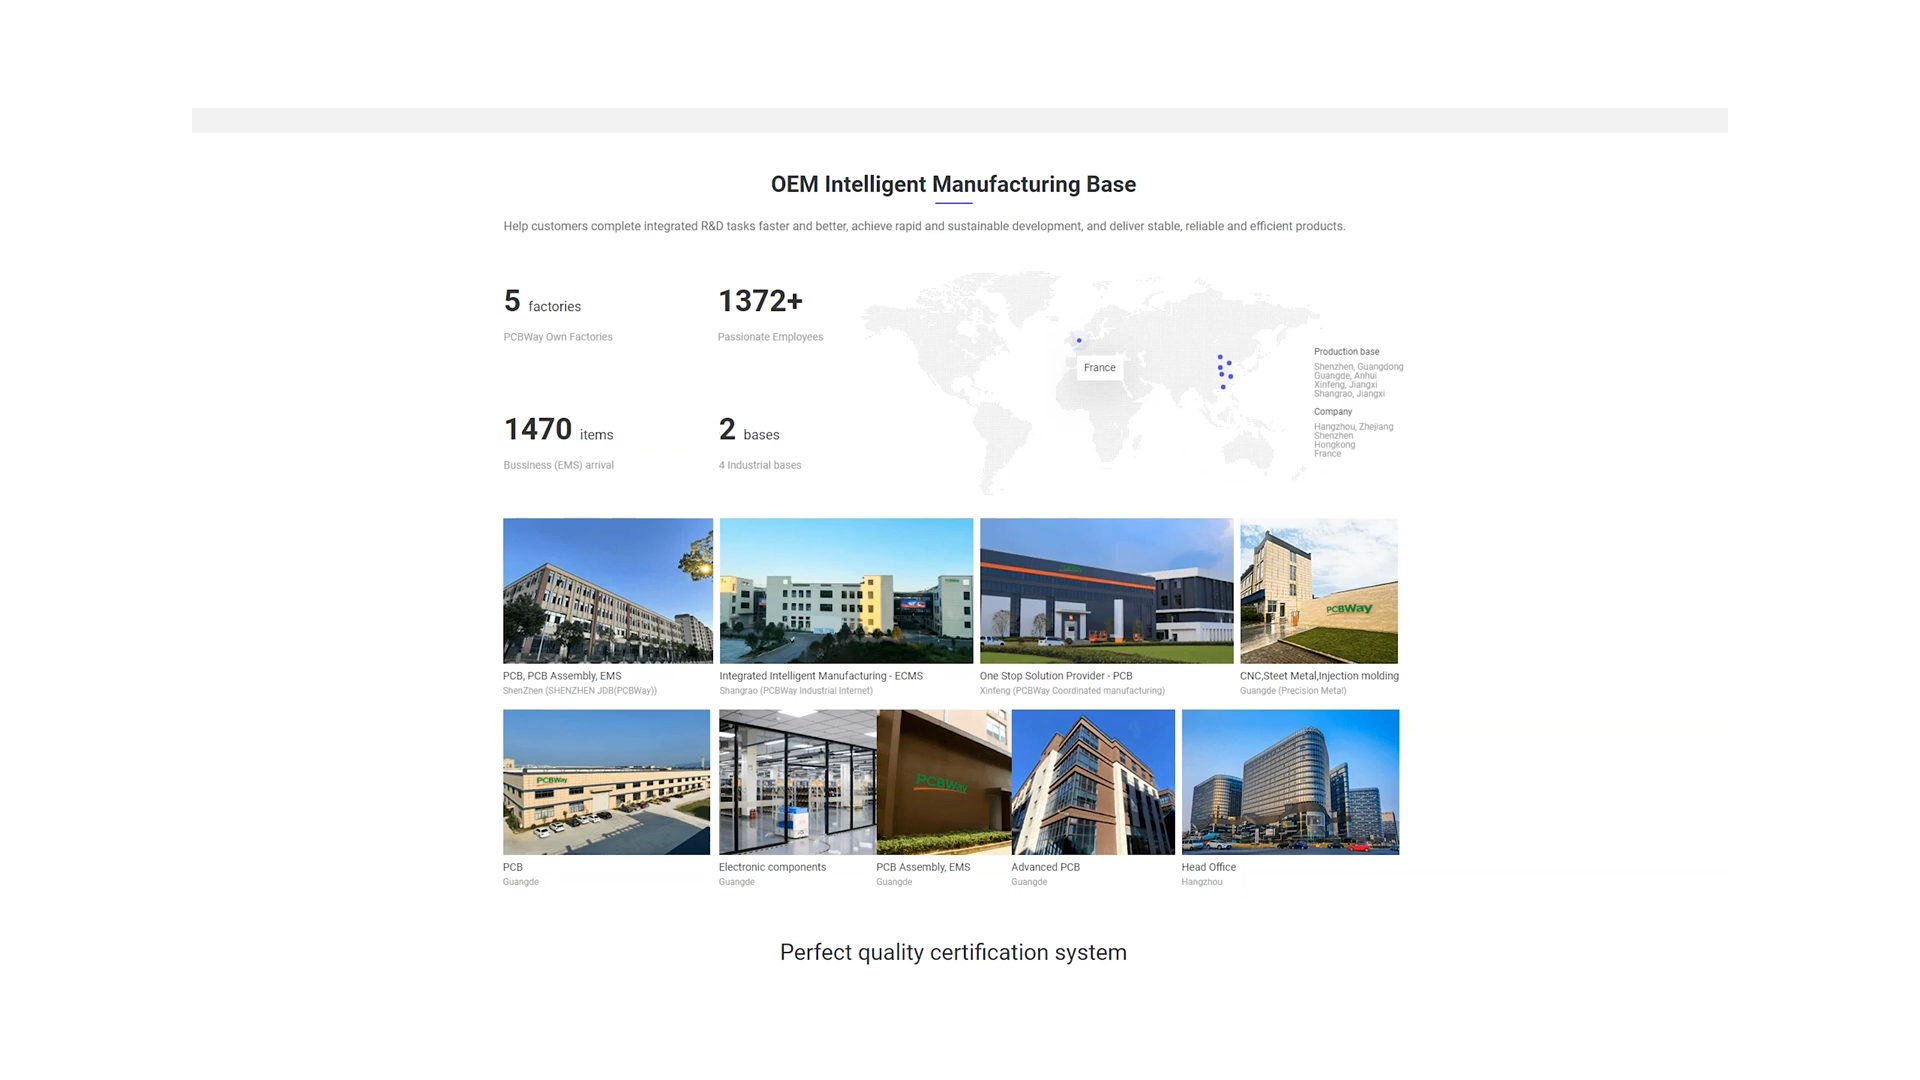 OEM Intelligent Manufacturing Base
Help customers complete integrated R&D tasks faster and better, achieve rapid and sustainable development, and deliver stable, reliable and efficient products.
5 factories
PCBWay Own Factories
1372+
Passionate Employees
1470 items
Bussiness (EMS) arrival
2 bases
4 Industrial bases
France
Production base
Shenzhen, Guangdong
Guangde, Anhui
Xinfeng, Jiangxi
Shangrao, Jiangxi
Company
Hangzhou, Zhejiang
Shenzhen
Hongkong
France
PCBWay
PCB, PCB Assembly, EMS
ShenZhen (SHENZHEN JDB(PCBWay))
Integrated Intelligent Manufacturing - ECMS
Shangrao (PCBWay Industrial Internet)
One Stop Solution Provider - PCB
Xinfeng (PCBWay Coordinated manufacturing)
CNC,Steet Metal,Injection molding
Guangde (Precision Metal)
PCBWay
PCBWay
PCB
Guangde
Electronic components
Guangde
PCB Assembly, EMS
Guangde
Advanced PCB
Guangde
Head Office
Hangzhou
Perfect quality certification system